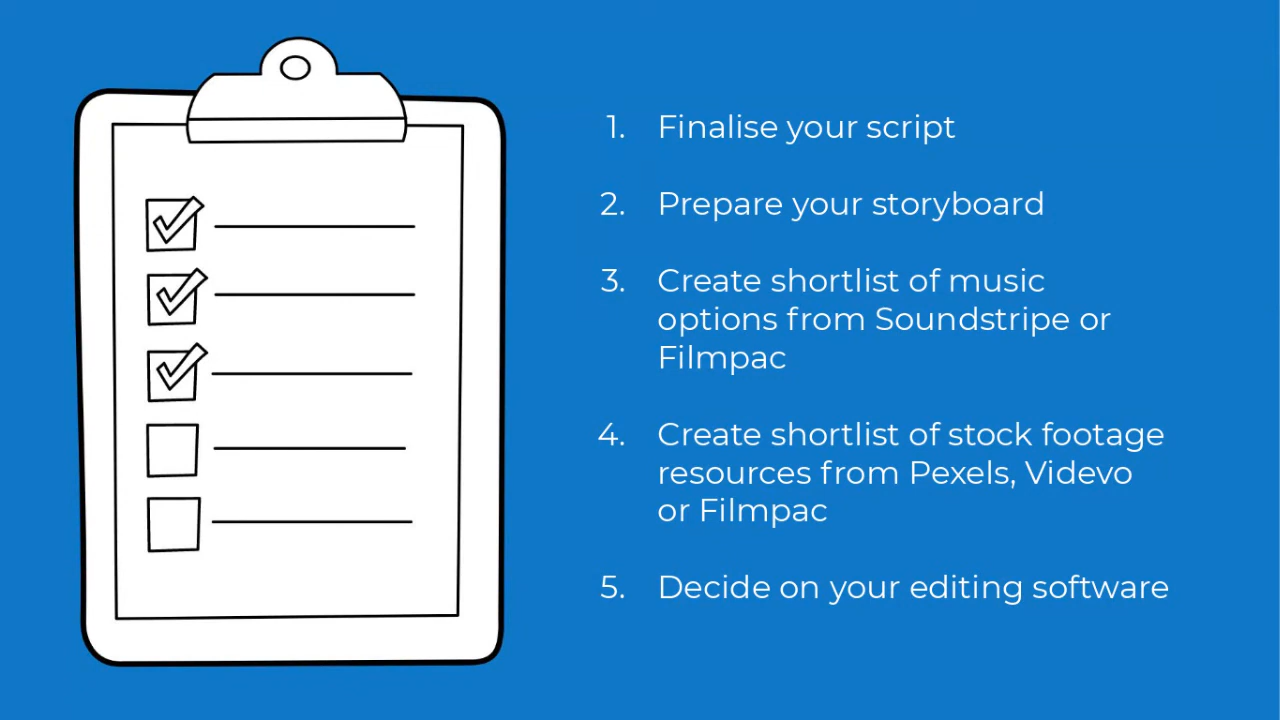 1. Finalise your script
2. Prepare your storyboard
3. Create shortlist of music
options from Soundstripe or
Filmpac
4. Create shortlist of stock footage
resources from Pexels, Videvo
or Filmpac
5. Decide on your editing software